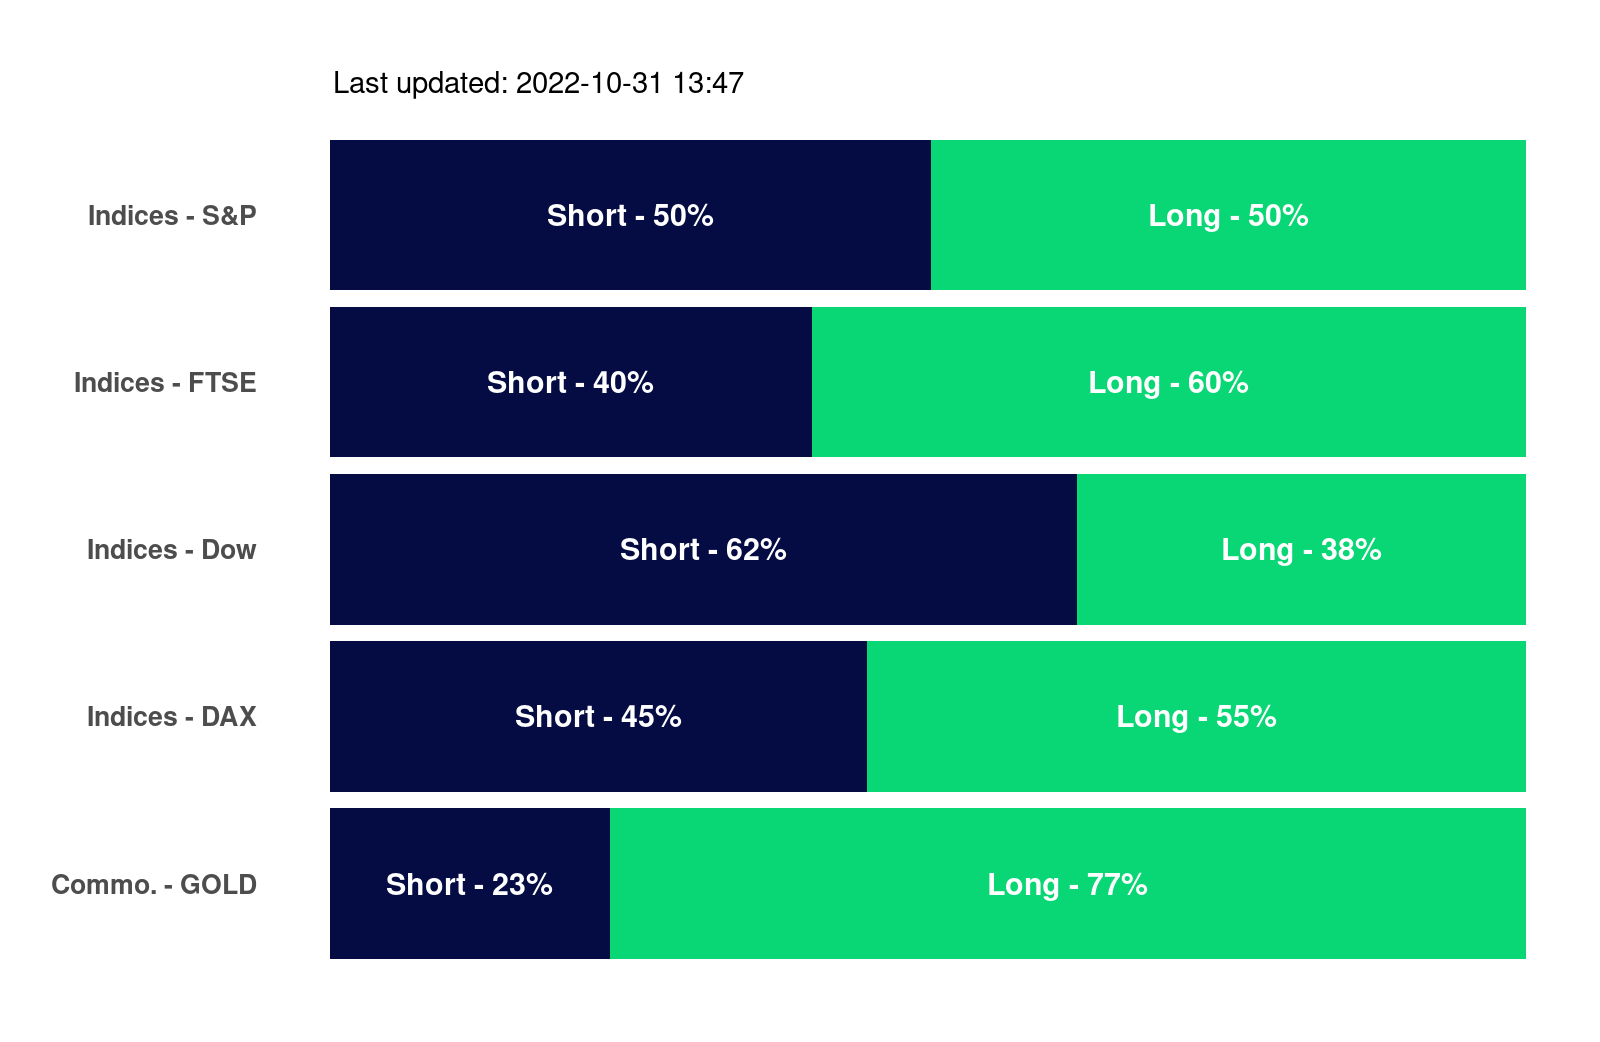 Last updated: 2022-10-31 13:47
Indices - S&P Short - 50% Long - 50%
Indices - FTSE Short - 40% Long - 60%
Indices - Dow Short - 62% Long - 38%
Indices - DAX Short - 45% Long - 55%
Commo. - GOLD Short - 23% Long - 77%